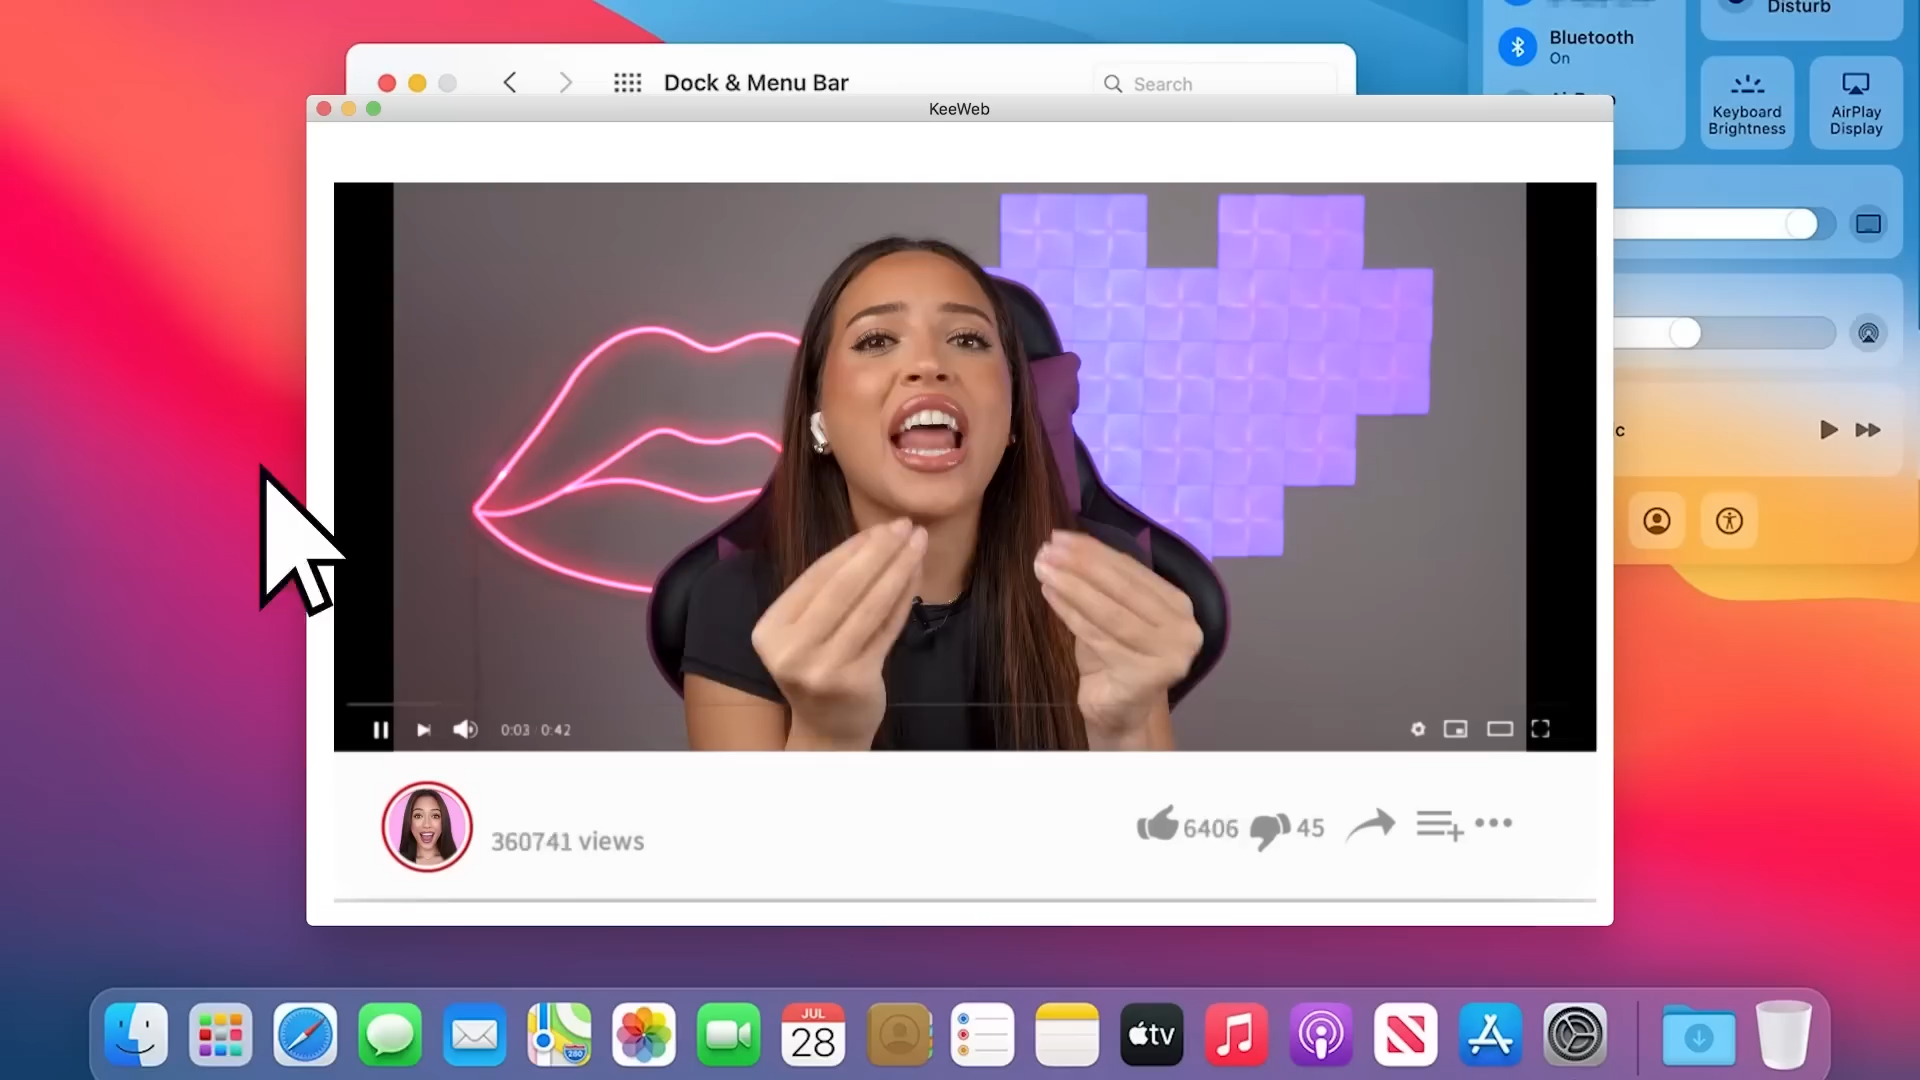 Disturb
Bluetooth
On
Dock & Menu Bar
Search
Keyboard
Brightness
AirPlay
Display
KeeWeb
c
0:03 0:42
360741 views
6406
45
JUL
28
280
tv